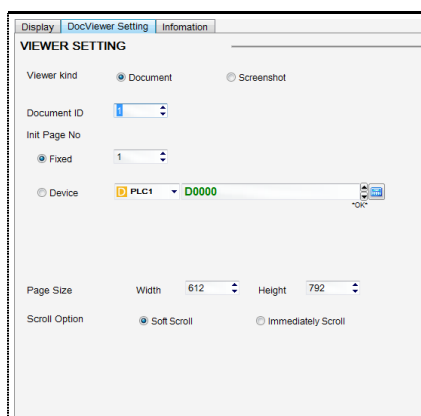 Display DocViewer Setting Infomation
VIEWER SETTING
Viewer kind Document Screenshot
Document ID 1
Init Page No
Fixed 1
Device D PLC1 D0000
"OK"
Page Size Width 612 Height 792
Scroll Option Soft Scroll Immediately Scroll